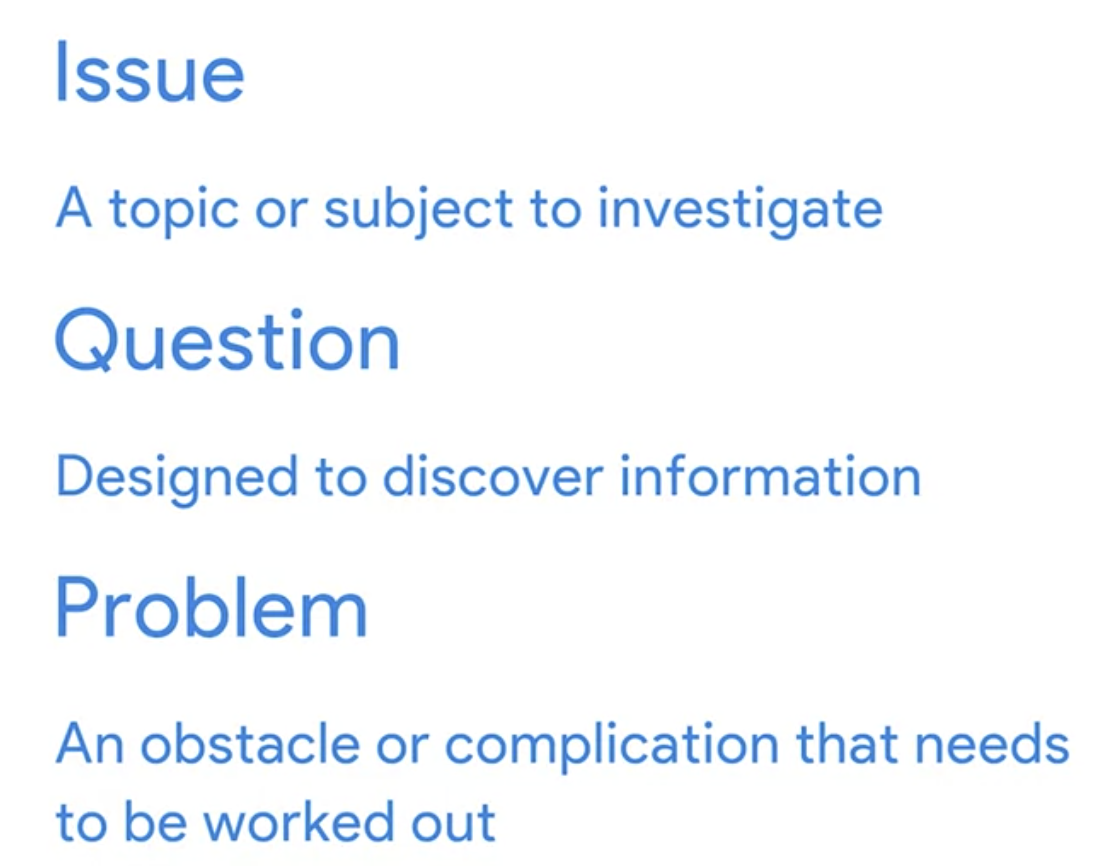 Issue
A topic or subject to investigate
Question
Designed to discover information
Problem
An obstacle or complication that needs
to be worked out